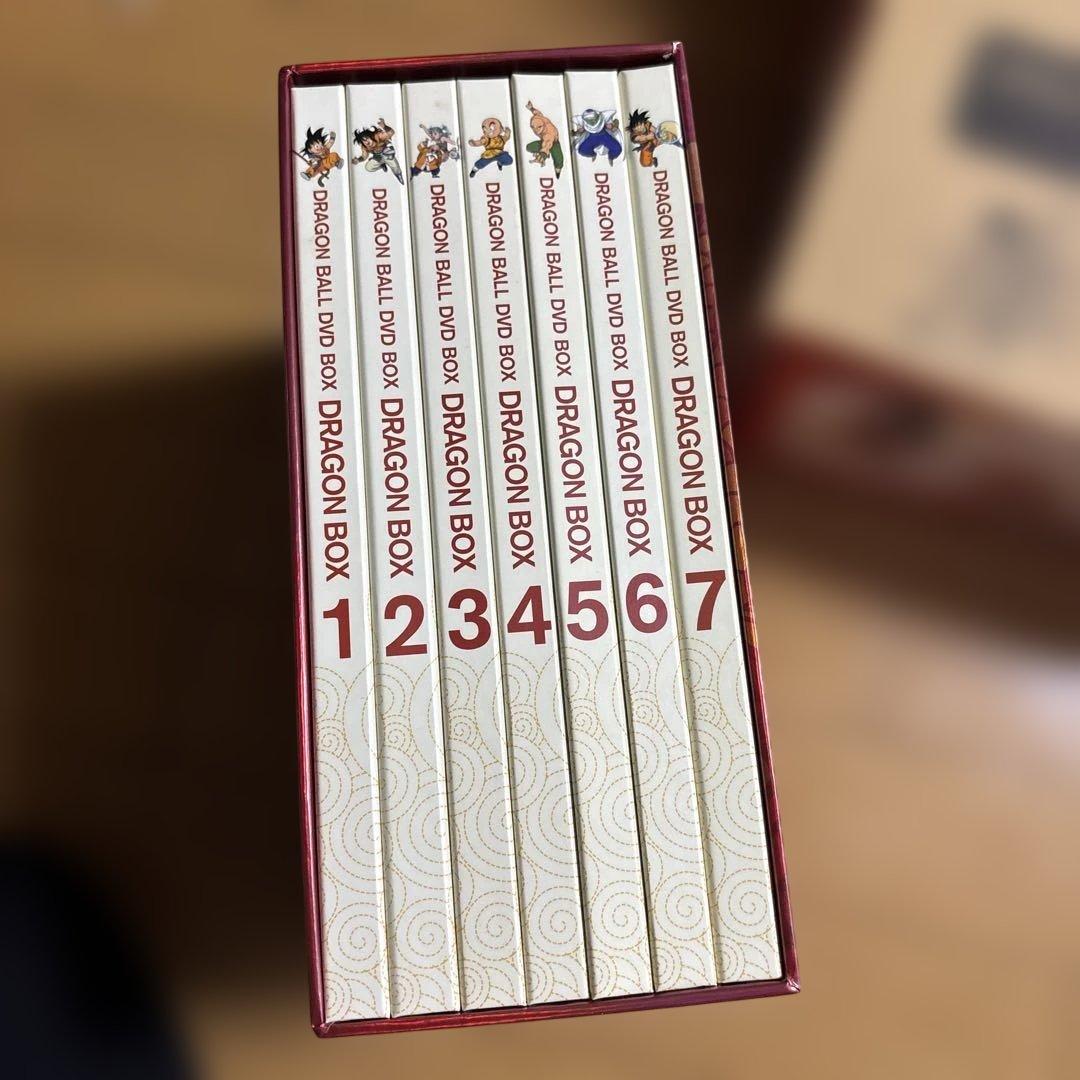 DRAGON BALL DVD BOX DRAGON BOX 1
DRAGON BALL DVD BOX DRAGON BOX 2
DRAGON BALL DVD BOX DRAGON BOX 3
DRAGON BALL DVD BOX DRAGON BOX 4
DRAGON BALL DVD BOX DRAGON BOX 5
DRAGON BALL DVD BOX DRAGON BOX 6
DRAGON BALL DVD BOX DRAGON BOX 7